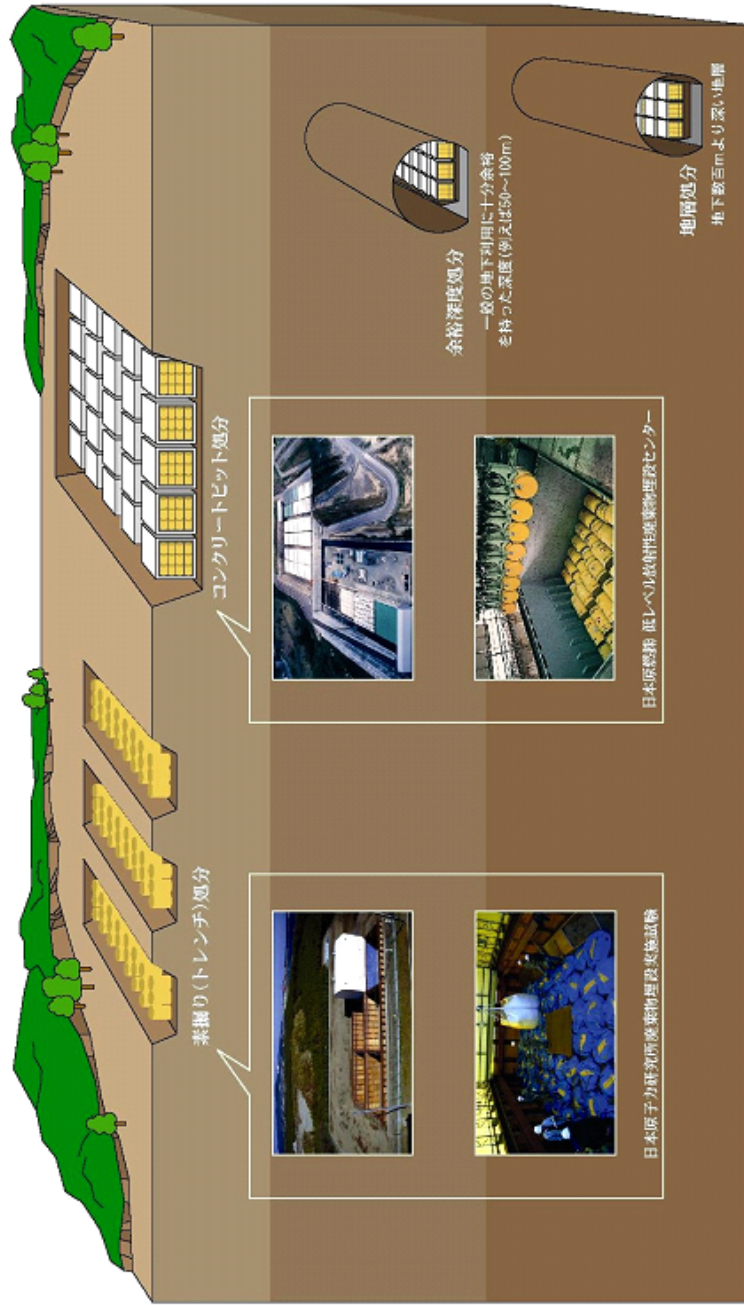 素掘り(トレンチ)処分
日本原子力研究所廃棄物埋設実施試験
コンクリートピット処分
日本原燃㈱ 低レベル放射性廃棄物埋設センター
余裕深度処分
一般の地下利用に十分余裕
を持った深度(例えば50～100m)
地層処分
地下数百mより深い地層